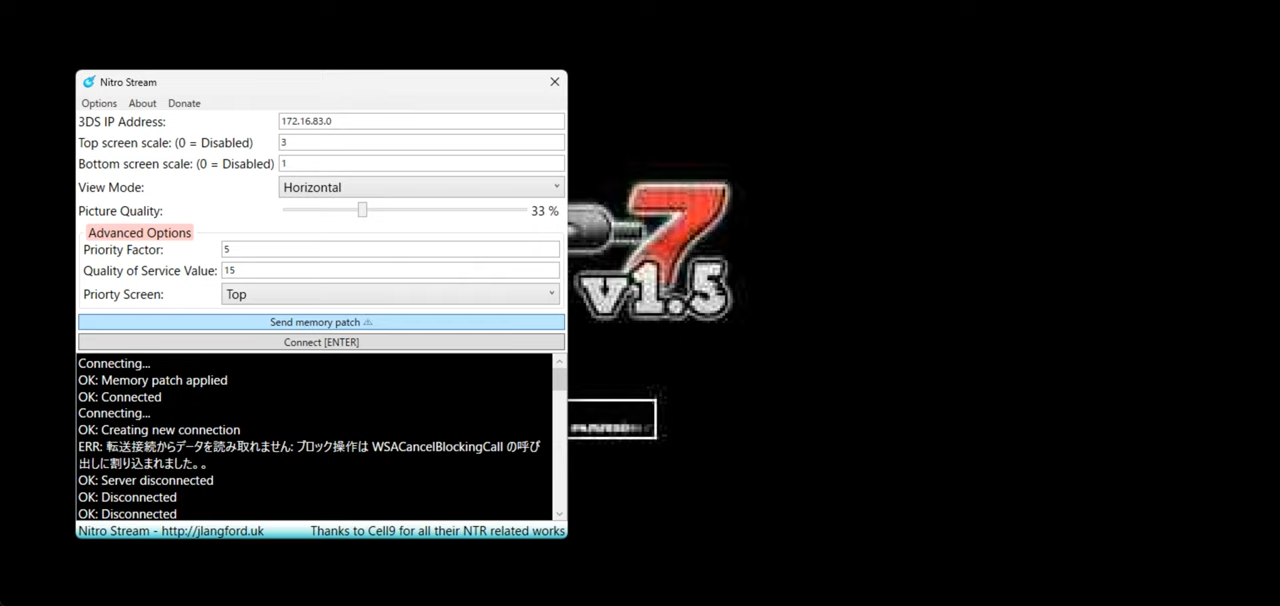 Nitro Stream
Options About Donate
3DS IP Address: 172.16.83.0
Top screen scale: (0 = Disabled) 3
Bottom screen scale: (0 = Disabled) 1
View Mode: Horizontal
Picture Quality: 33 %
Advanced Options
Priority Factor: 5
Quality of Service Value: 15
Priorty Screen: Top
Send memory patch ⚠
Connect [ENTER]
Connecting...
OK: Memory patch applied
OK: Connected
Connecting...
OK: Creating new connection
ERR: 転送接続からデータを読み取れません: ブロック操作は WSACancelBlockingCall の呼び
出しに割り込まれました。。
OK: Server disconnected
OK: Disconnected
OK: Disconnected
Nitro Stream - http://jlangford.uk Thanks to Cell9 for all their NTR related works
7
v1.5